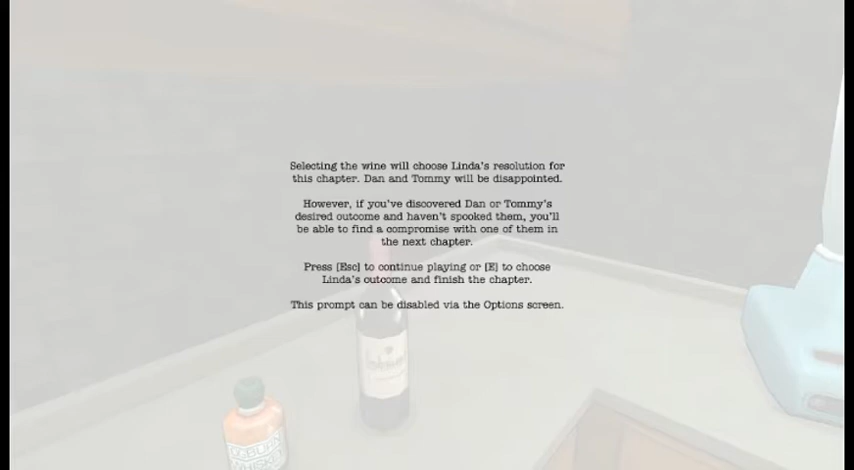 Selecting the wine will choose Linda's resolution for
this chapter. Dan and Tommy will be disappointed.
However, if you've discovered Dan or Tommy's
desired outcome and haven't spooked them, you'll
be able to find a compromise with one of them in
the next chapter.
Press [Esc] to continue playing or [E] to choose
Linda's outcome and finish the chapter.
This prompt can be disabled via the Options screen.